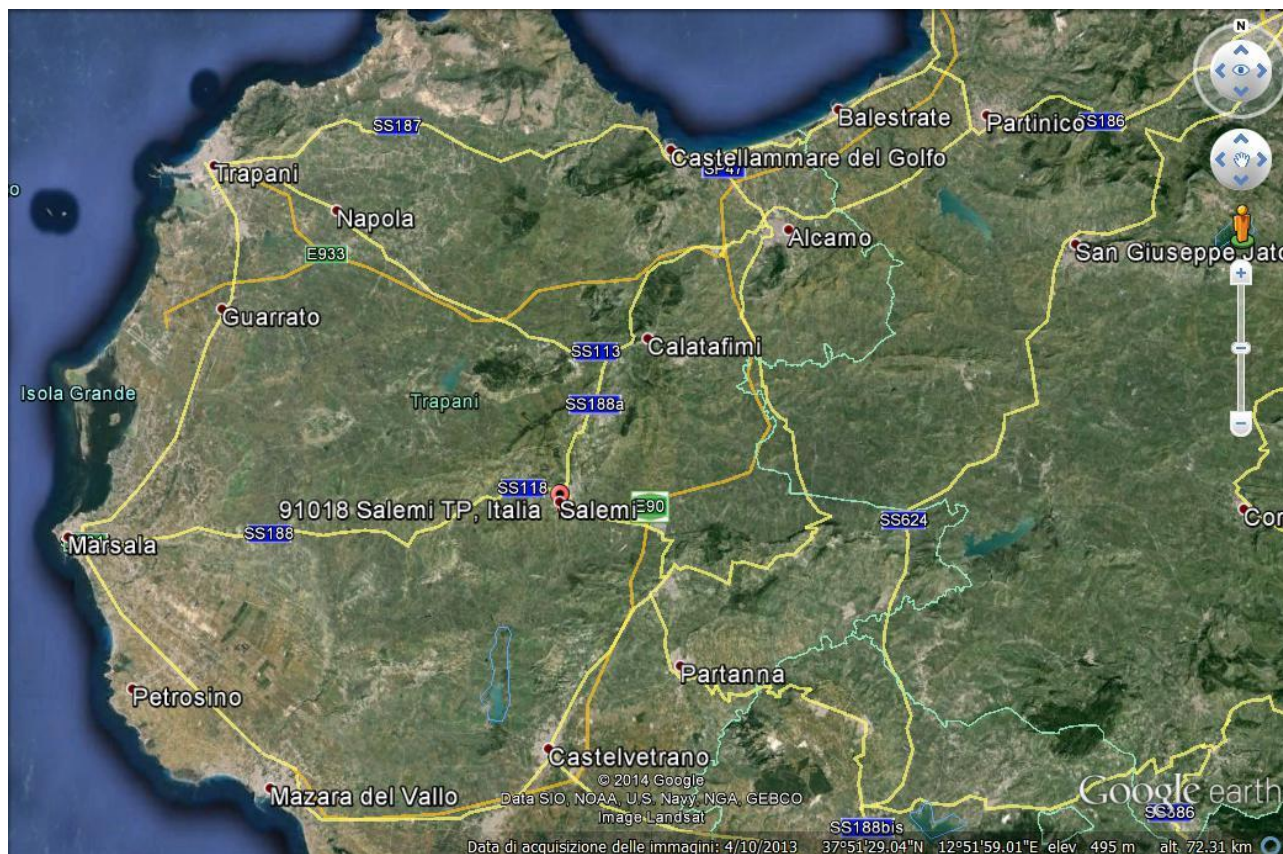 N
SS187
Balestrate
Partinico
SS186
Castellammare del Golfo
SP47
Trapani
Napola
Alcamo
E933
San Giuseppe Jato
Guarrato
SS113
Calatafimi
Isola Grande
Trapani
SS188a
SS118
91018 Salemi TP, Italia
Salemi
E90
Cor
SS624
SS188
Marsala
Partanna
Petrosino
Castelvetrano
© 2014 Google
Data SIO, NOAA, U.S. Navy, NGA, GEBCO
Image Landsat
Mazara del Vallo
Google earth
SS386
SS188bis
Data di acquisizione delle immagini: 4/10/2013 37°51'29.04"N 12°51'59.01"E elev 495 m alt 72.31 km